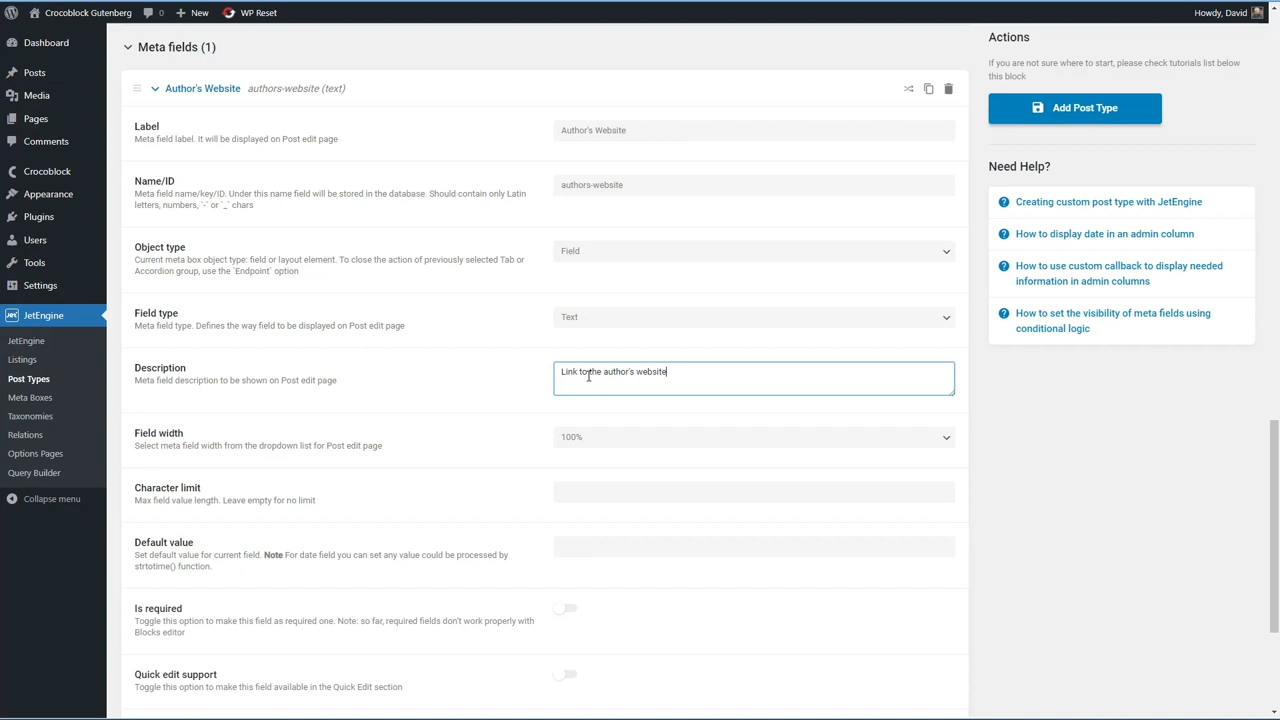 Crocoblock Gutenberg
0
New
WP Reset
Howdy, David
Dashboard
Posts
Media
Pages
Comments
Crocoblock
Appearance
Plugins
Users
Tools
Settings
JetEngine
JetEngine
Listings
Post Types
Meta Boxes
Taxonomies
Relations
Options Pages
Query Builder
Collapse menu
Meta fields (1)
Author's Website authors-website (text)
Label
Meta field label. It will be displayed on Post edit page
Author's Website
Name/ID
Meta field name/key/ID. Under this name field will be stored in the database. Should contain only Latin
letters, numbers, `-` or `_` chars
authors-website
Object type
Current meta box object type: field or layout element. To close the action of previously selected Tab or
Accordion group, use the `Endpoint` option
Field
Field type
Meta field type. Defines the way field to be displayed on Post edit page
Text
Description
Meta field description to be shown on Post edit page
Link to the author's website
Field width
Select meta field width from the dropdown list for Post edit page
100%
Character limit
Max field value length. Leave empty for no limit
Default value
Set default value for current field. Note For date field you can set any value could be processed by
strtotime() function.
Is required
Toggle this option to make this field as required one. Note: so far, required fields don't work properly with
Blocks editor
Quick edit support
Toggle this option to make this field available in the Quick Edit section
Actions
If you are not sure where to start, please check tutorials list below
this block
Add Post Type
Need Help?
Creating custom post type with JetEngine
How to display date in an admin column
How to use custom callback to display needed
information in admin columns
How to set the visibility of meta fields using
conditional logic